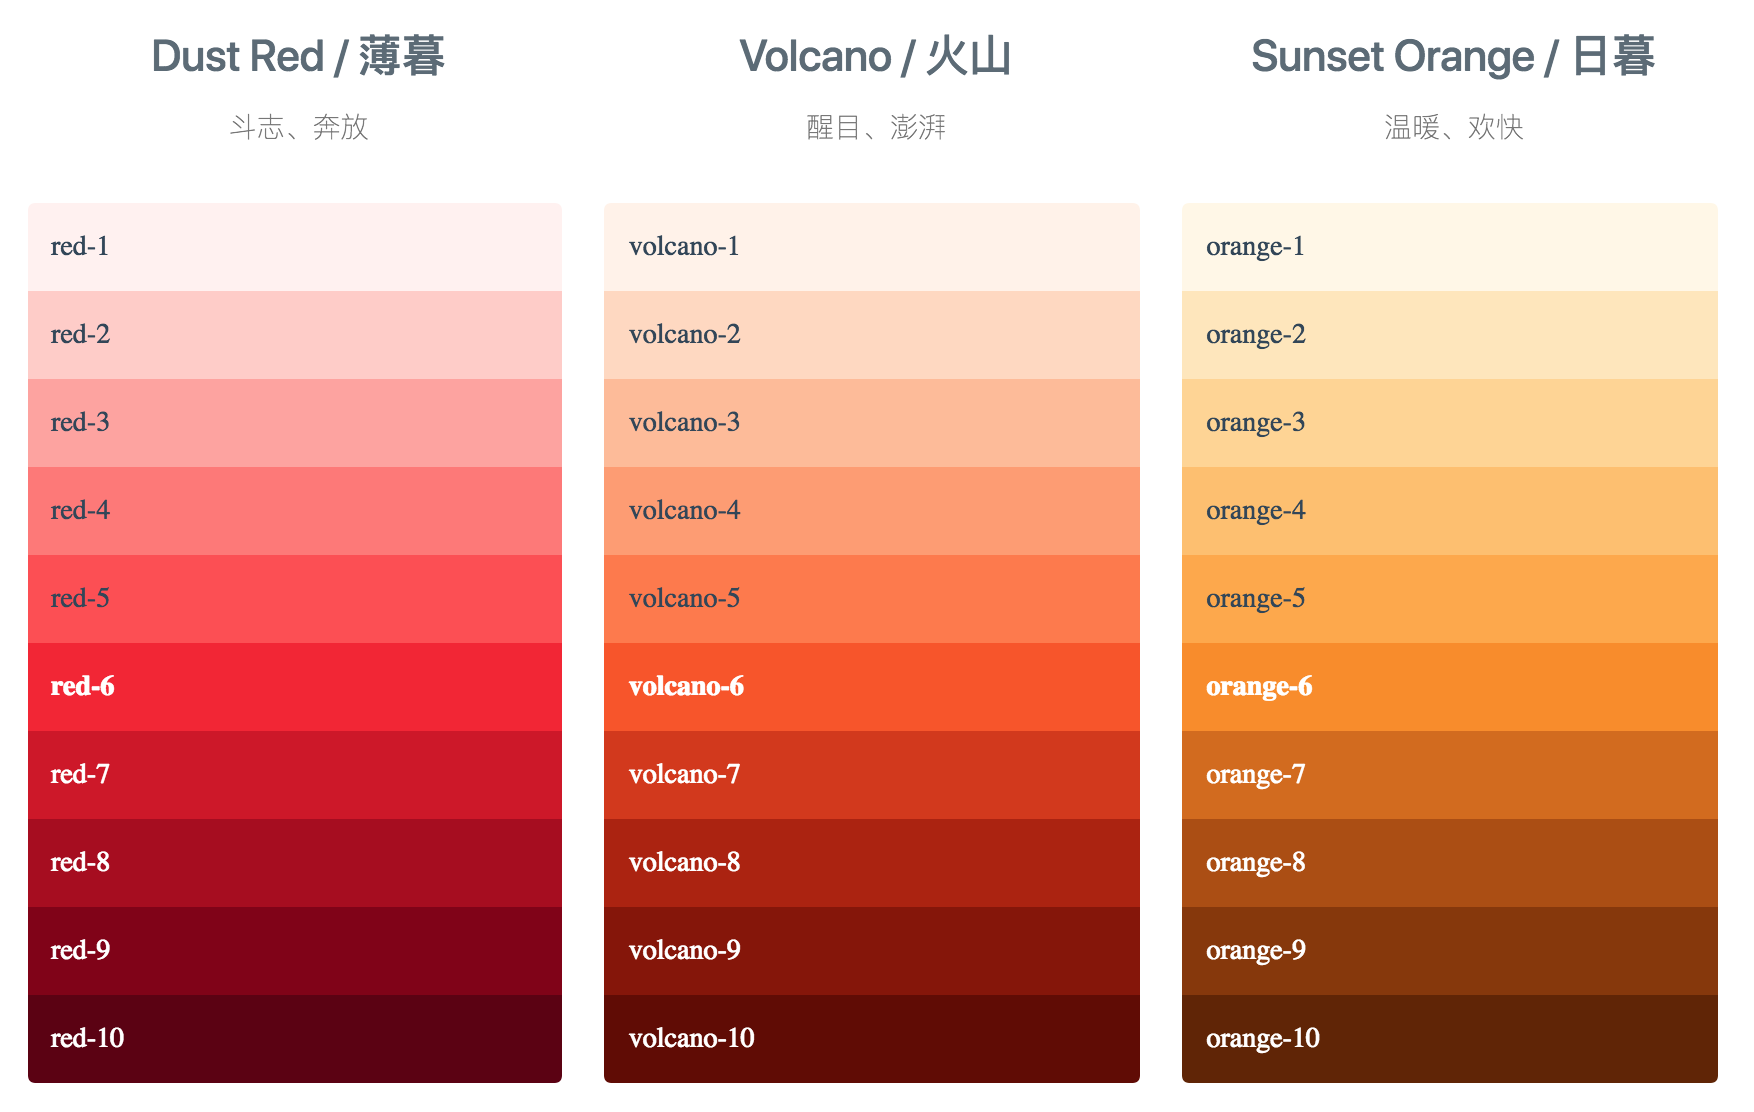 Dust Red / 薄暮
斗志、奔放
red-1
red-2
red-3
red-4
red-5
red-6
red-7
red-8
red-9
red-10
Volcano / 火山
醒目、澎湃
volcano-1
volcano-2
volcano-3
volcano-4
volcano-5
volcano-6
volcano-7
volcano-8
volcano-9
volcano-10
Sunset Orange / 日暮
温暖、欢快
orange-1
orange-2
orange-3
orange-4
orange-5
orange-6
orange-7
orange-8
orange-9
orange-10